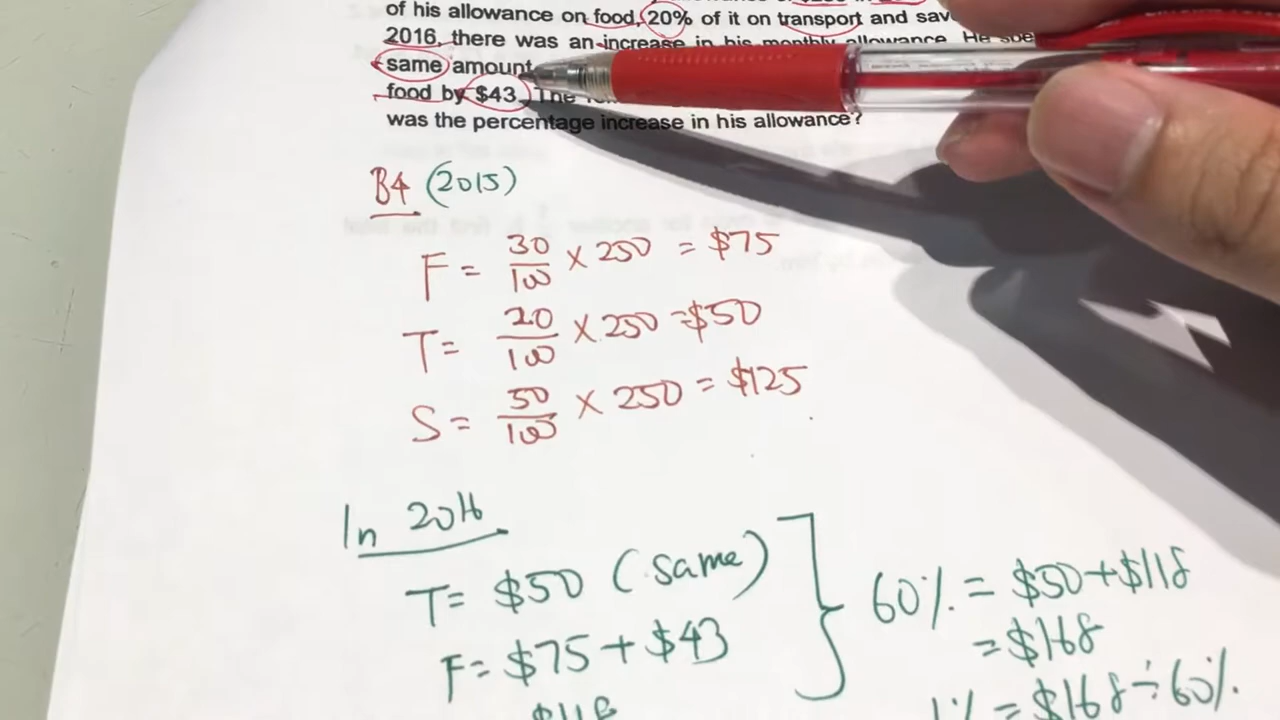 of his allowance on food, 20% of it on transport and
2016, there was an increase in his monthly allowance. He
same amount
food by $43. The
was the percentage increase in his allowance?
B4 (2015)
F = 30/100 × 250 = $75
T = 20/100 × 250 = $50
S = 50/100 × 250 = $125
In 2016
T = $50 (same)
F = $75 + $43
$118
60% = $50 + $118
= $168
1% = $168 ÷ 60%